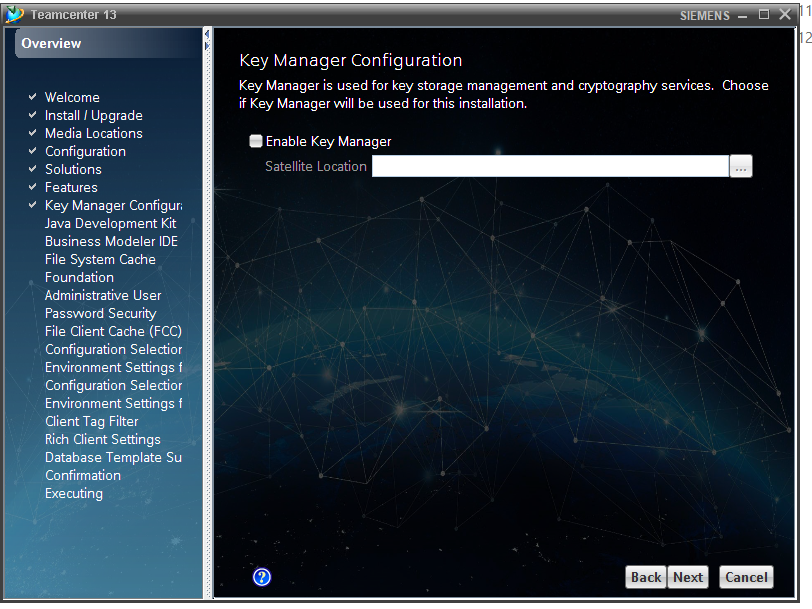 Teamcenter 13
SIEMENS
11
12
Overview
Welcome
Install / Upgrade
Media Locations
Configuration
Solutions
Features
Key Manager Configura
Java Development Kit
Business Modeler IDE
File System Cache
Foundation
Administrative User
Password Security
File Client Cache (FCC)
Configuration Selection
Environment Settings f
Configuration Selection
Environment Settings f
Client Tag Filter
Rich Client Settings
Database Template Su
Confirmation
Executing
Key Manager Configuration
Key Manager is used for key storage management and cryptography services. Choose
if Key Manager will be used for this installation.
Enable Key Manager
Satellite Location
...
?
Back Next Cancel